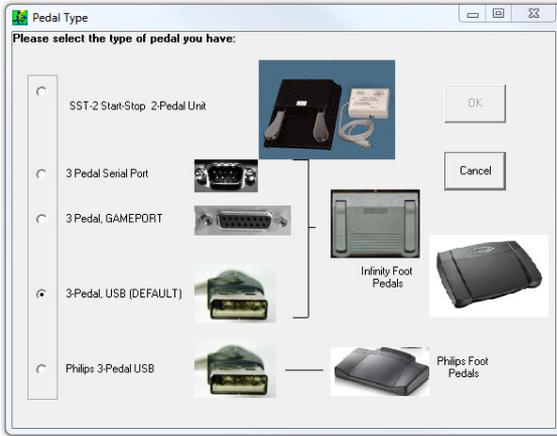 Pedal Type
Please select the type of pedal you have:
SST-2 Start-Stop 2-Pedal Unit
OK
3 Pedal Serial Port
Cancel
3 Pedal, GAMEPORT
Infinity Foot
Pedals
3-Pedal, USB (DEFAULT)
Philips 3-Pedal USB
Philips Foot
Pedals